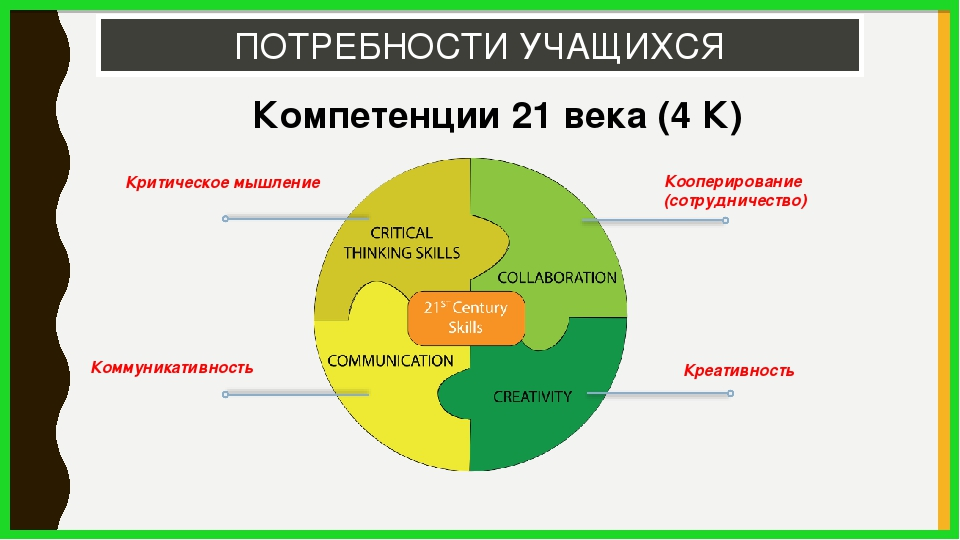 ПОТРЕБНОСТИ УЧАЩИХСЯ
Компетенции 21 века (4 К)
Критическое мышление
Кооперирование
(сотрудничество)
CRITICAL
THINKING SKILLS
COLLABORATION
21ST Century
Skills
COMMUNICATION
CREATIVITY
Коммуникативность
Креативность